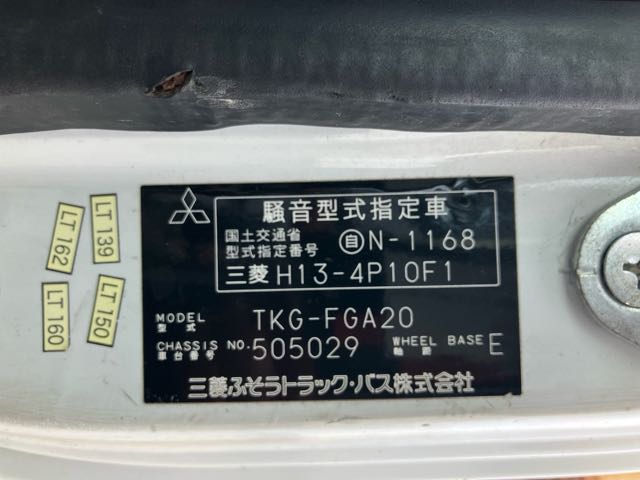 騒音型式指定車
国土交通省
型式指定番号 自N-1168
三菱 H13-4P10F1
MODEL
型式 TKG-FGA20
CHASSIS NO.
車台番号 505029 WHEEL BASE
軸距 E
三菱ふそうトラック・バス株式会社
LT 139
LT 162
LT 150
LT 160